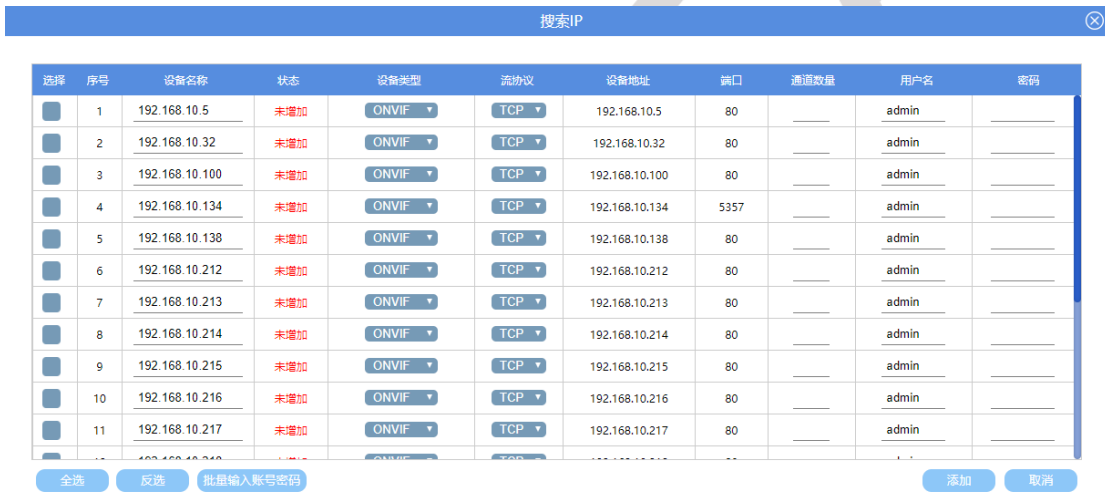 搜索IP
选择 序号 设备名称 状态 设备类型 流协议 设备地址 端口 通道数量 用户名 密码
1 192.168.10.5 未增加 ONVIF TCP 192.168.10.5 80 admin
2 192.168.10.32 未增加 ONVIF TCP 192.168.10.32 80 admin
3 192.168.10.100 未增加 ONVIF TCP 192.168.10.100 80 admin
4 192.168.10.134 未增加 ONVIF TCP 192.168.10.134 5357 admin
5 192.168.10.138 未增加 ONVIF TCP 192.168.10.138 80 admin
6 192.168.10.212 未增加 ONVIF TCP 192.168.10.212 80 admin
7 192.168.10.213 未增加 ONVIF TCP 192.168.10.213 80 admin
8 192.168.10.214 未增加 ONVIF TCP 192.168.10.214 80 admin
9 192.168.10.215 未增加 ONVIF TCP 192.168.10.215 80 admin
10 192.168.10.216 未增加 ONVIF TCP 192.168.10.216 80 admin
11 192.168.10.217 未增加 ONVIF TCP 192.168.10.217 80 admin
全选 反选 批量输入账号密码 添加 取消